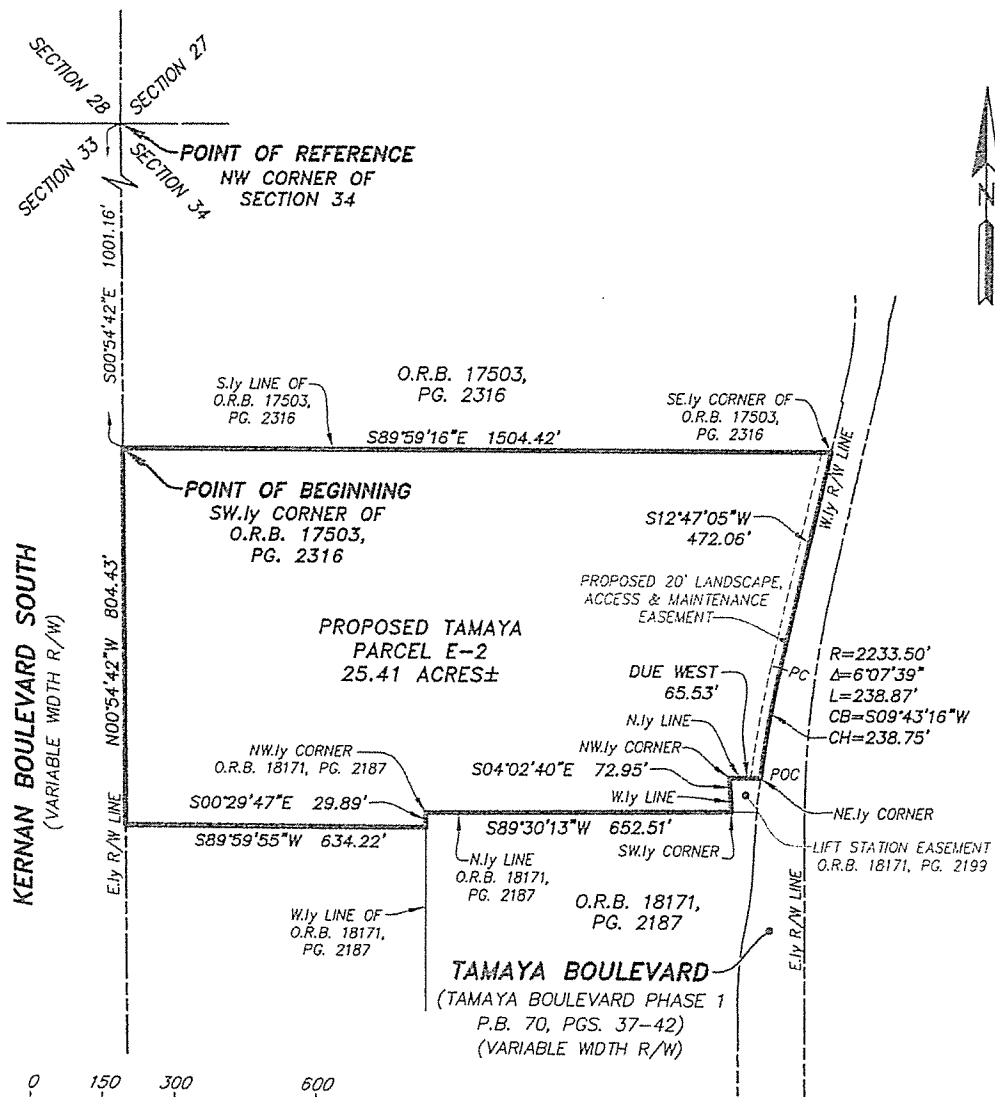 SECTION 28
SECTION 27
SECTION 33
SECTION 34
POINT OF REFERENCE
NW CORNER OF
SECTION 34
N
S00°54'42"E 1001.16'
O.R.B. 17503,
PG. 2316
S.ly LINE OF
O.R.B. 17503,
PG. 2316
SE.ly CORNER OF
O.R.B. 17503,
PG. 2316
S89°59'16"E 1504.42'
W.ly R/W LINE
POINT OF BEGINNING
SW.ly CORNER OF
O.R.B. 17503,
PG. 2316
S12°47'05"W
472.06'
PROPOSED 20' LANDSCAPE,
ACCESS & MAINTENANCE
EASEMENT
KERNAN BOULEVARD SOUTH
(VARIABLE WIDTH R/W)
N00°54'42"W 804.43'
E.ly R/W LINE
PROPOSED TAMAYA
PARCEL E-2
25.41 ACRES±
PC
R=2233.50'
Δ=6°07'39"
L=238.87'
CB=S09°43'16"W
CH=238.75'
DUE WEST
65.53'
N.ly LINE
NW.ly CORNER
POC
NE.ly CORNER
S04°02'40"E 72.95'
W.ly LINE
SW.ly CORNER
NW.ly CORNER
O.R.B. 18171, PG. 2187
S00°29'47"E 29.89'
S89°59'55"W 634.22'
S89°30'13"W 652.51'
LIFT STATION EASEMENT
O.R.B. 18171, PG. 2199
N.ly LINE
O.R.B. 18171,
PG. 2187
O.R.B. 18171,
PG. 2187
W.ly LINE OF
O.R.B. 18171,
PG. 2187
E.ly R/W LINE
TAMAYA BOULEVARD
(TAMAYA BOULEVARD PHASE 1
P.B. 70, PGS. 37-42)
(VARIABLE WIDTH R/W)
0 150 300 600